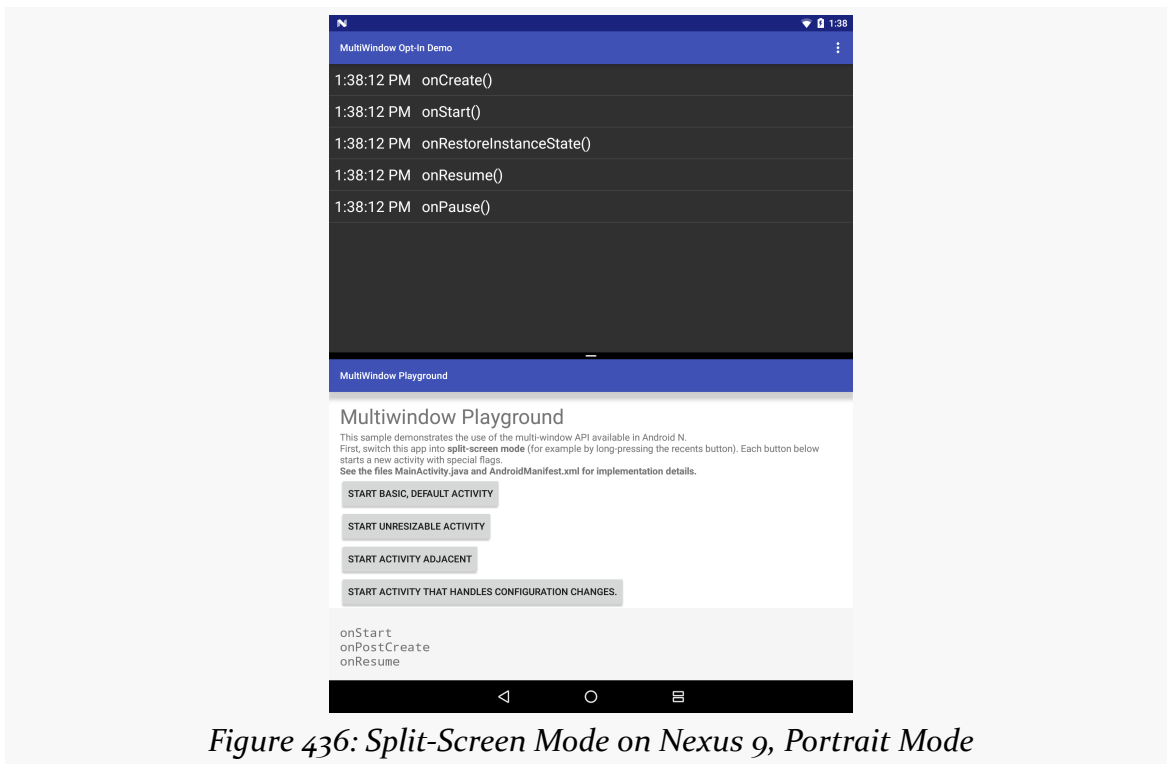 1:38
MultiWindow Opt-In Demo
1:38:12 PM onCreate()
1:38:12 PM onStart()
1:38:12 PM onRestoreInstanceState()
1:38:12 PM onResume()
1:38:12 PM onPause()
MultiWindow Playground
Multiwindow Playground
This sample demonstrates the use of the multi-window API available in Android N.
First, switch this app into split-screen mode (for example by long-pressing the recents button). Each button below
starts a new activity with special flags.
See the files MainActivity.java and AndroidManifest.xml for implementation details.
START BASIC, DEFAULT ACTIVITY
START UNRESIZABLE ACTIVITY
START ACTIVITY ADJACENT
START ACTIVITY THAT HANDLES CONFIGURATION CHANGES.
onStart
onPostCreate
onResume
Figure 436: Split-Screen Mode on Nexus 9, Portrait Mode